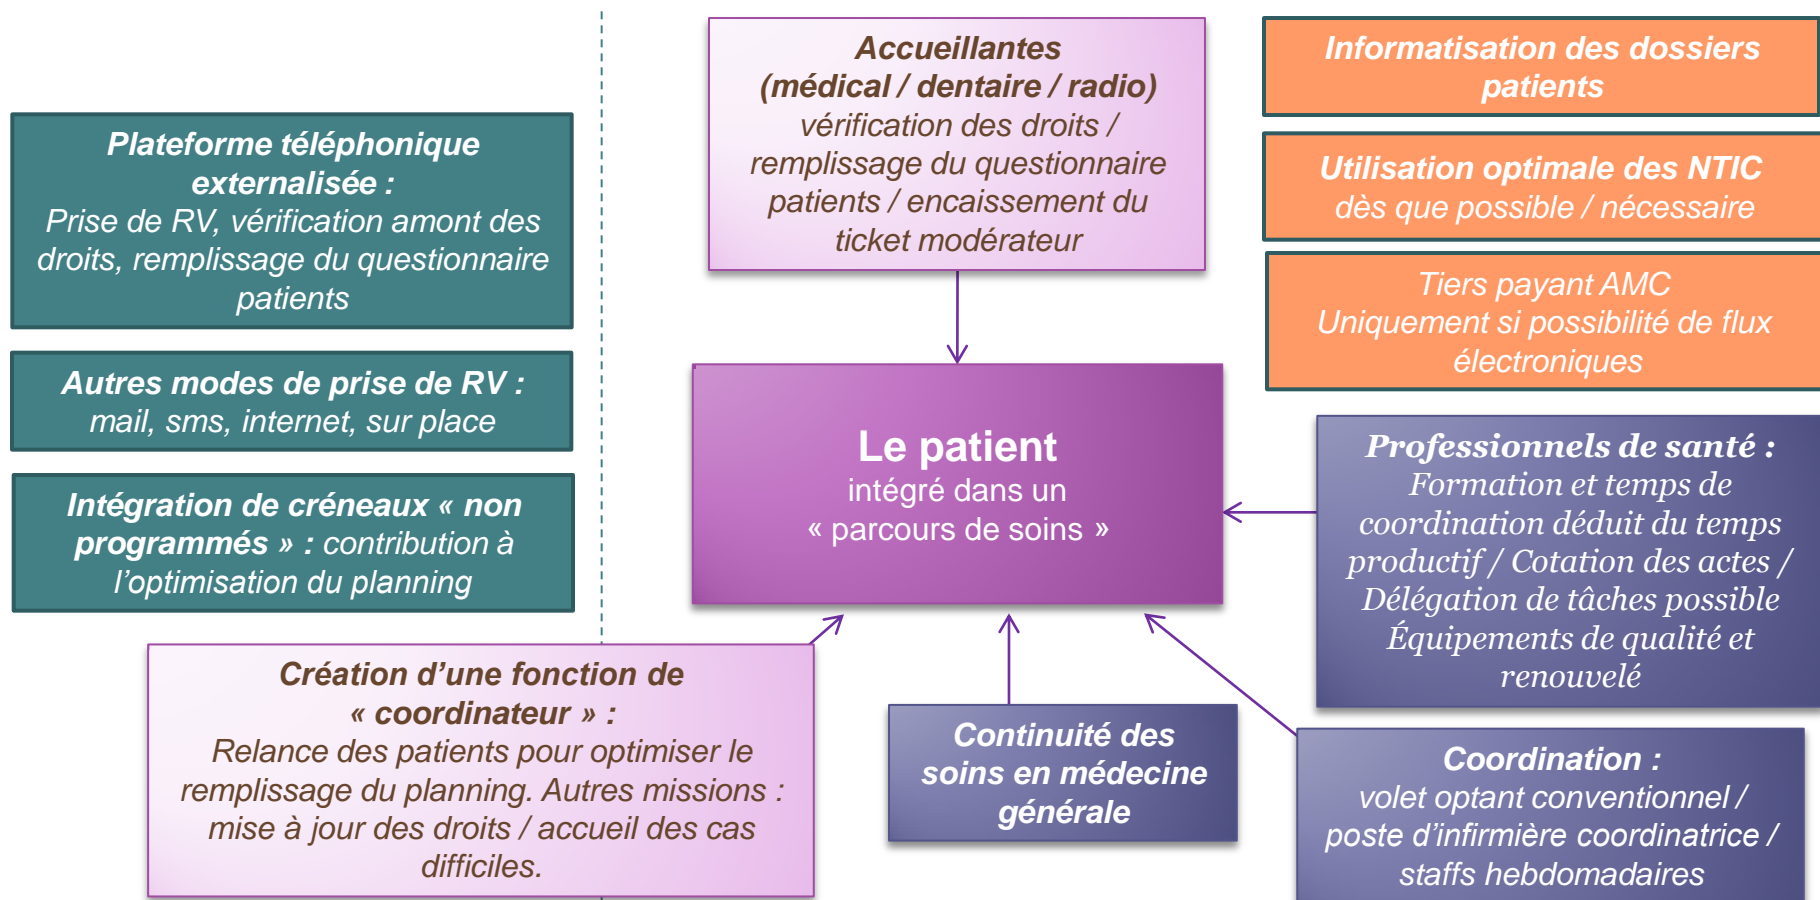 Plateforme téléphonique
externalisée :
Prise de RV, vérification amont des
droits, remplissage du questionnaire
patients
Autres modes de prise de RV :
mail, sms, internet, sur place
Intégration de créneaux « non
programmés » : contribution à
l’optimisation du planning
Accueillantes
(médical / dentaire / radio)
vérification des droits /
remplissage du questionnaire
patients / encaissement du
ticket modérateur
Informatisation des dossiers
patients
Utilisation optimale des NTIC
dès que possible / nécessaire
Tiers payant AMC
Uniquement si possibilité de flux
électroniques
Le patient
intégré dans un
« parcours de soins »
Professionnels de santé :
Formation et temps de
coordination déduit du temps
productif / Cotation des actes /
Délégation de tâches possible
Équipements de qualité et
renouvelé
Création d’une fonction de
« coordinateur » :
Relance des patients pour optimiser le
remplissage du planning. Autres missions :
mise à jour des droits / accueil des cas
difficiles.
Continuité des
soins en médecine
générale
Coordination :
volet optant conventionnel /
poste d’infirmière coordinatrice /
staffs hebdomadaires